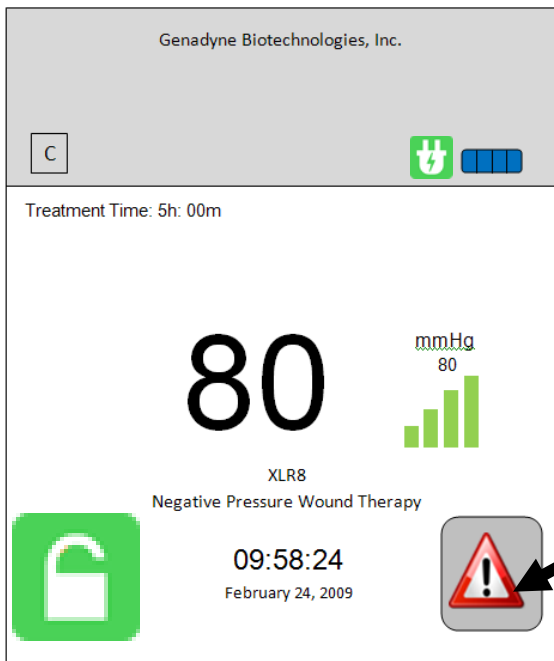 Genadyne Biotechnologies, Inc.
C
Treatment Time: 5h: 00m
80
mmHg
80
XLR8
Negative Pressure Wound Therapy
09:58:24
February 24, 2009